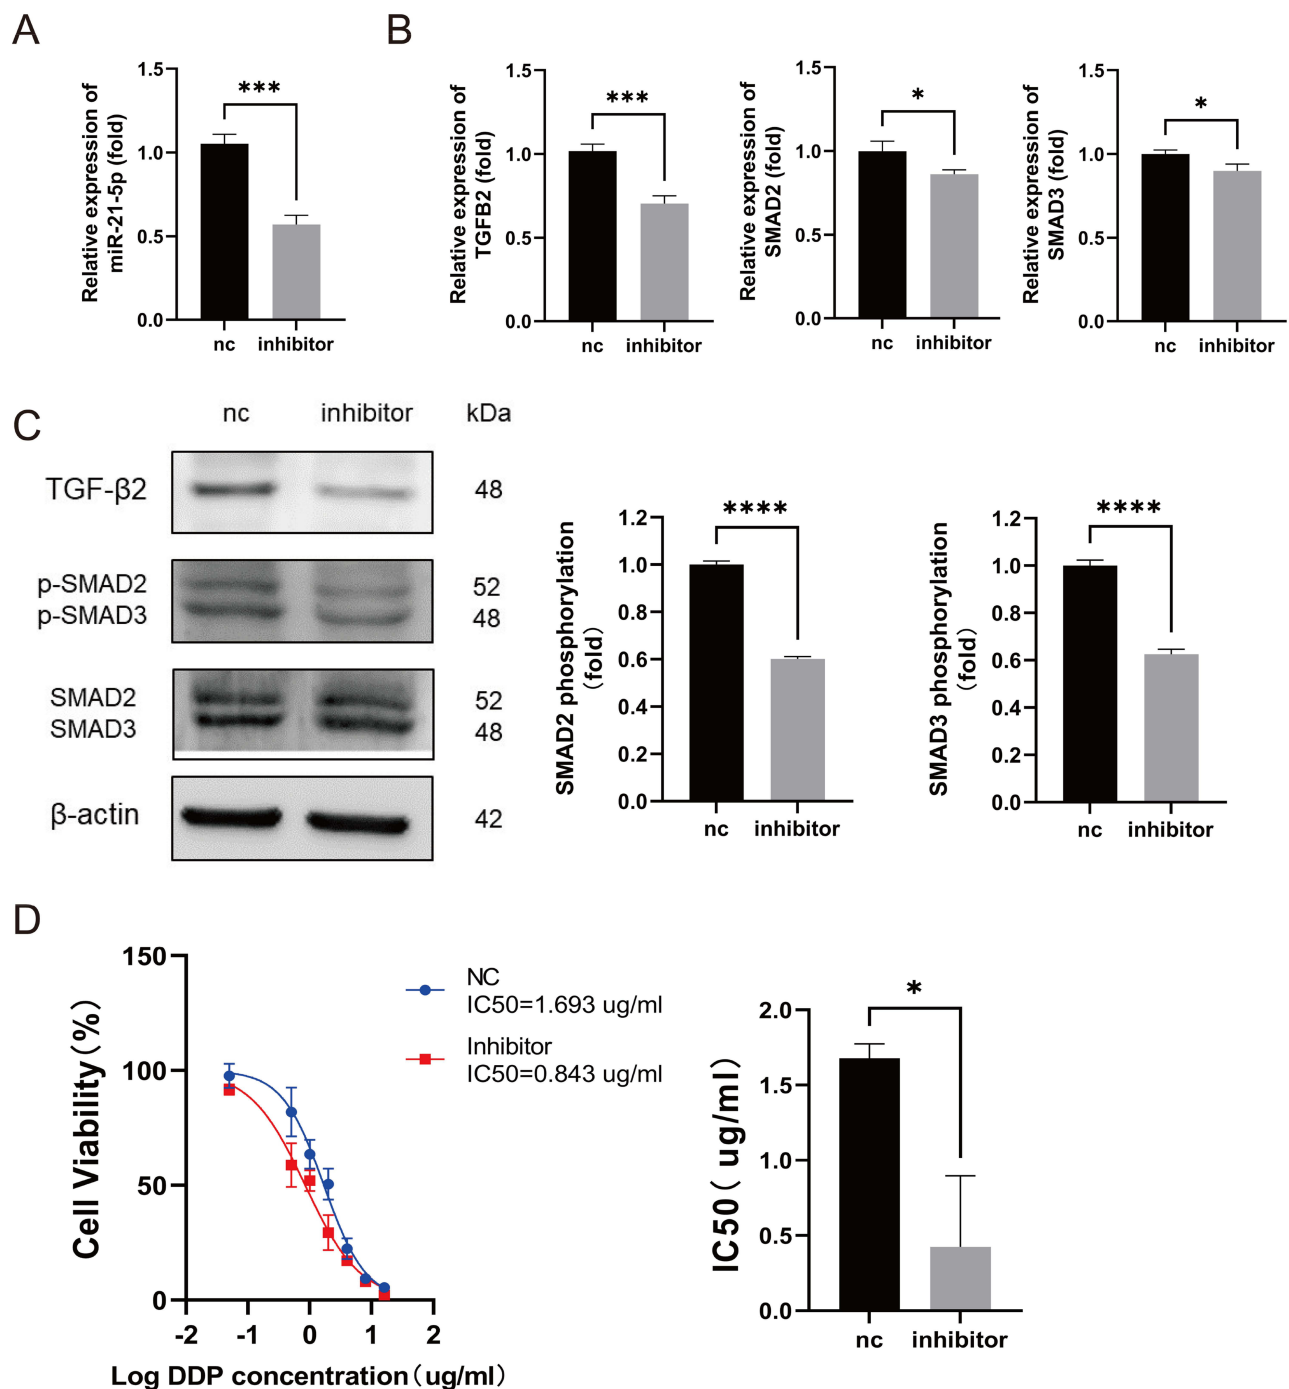 A
B
Relative expression of
miR-21-5p (fold)
1.5
1.0
0.5
0.0
***
nc
inhibitor
Relative expression of
TGFB2 (fold)
1.5
1.0
0.5
0.0
***
nc
inhibitor
Relative expression of
SMAD2 (fold)
1.5
1.0
0.5
0.0
*
nc
inhibitor
Relative expression of
SMAD3 (fold)
1.5
1.0
0.5
0.0
*
nc
inhibitor
C
nc
inhibitor
kDa
TGF-β2
48
p-SMAD2
52
p-SMAD3
48
SMAD2
52
SMAD3
48
β-actin
42
SMAD2 phosphorylation
(fold)
1.2
1.0
0.8
0.6
0.4
0.2
0.0
****
nc
inhibitor
SMAD3 phosphorylation
(fold)
1.2
1.0
0.8
0.6
0.4
0.2
0.0
****
nc
inhibitor
D
Cell Viability(%)
150
100
50
0
-2
-1
0
1
2
Log DDP concentration(ug/ml)
NC
IC50=1.693 ug/ml
Inhibitor
IC50=0.843 ug/ml
IC50( ug/ml)
2.0
1.5
1.0
0.5
0.0
*
nc
inhibitor